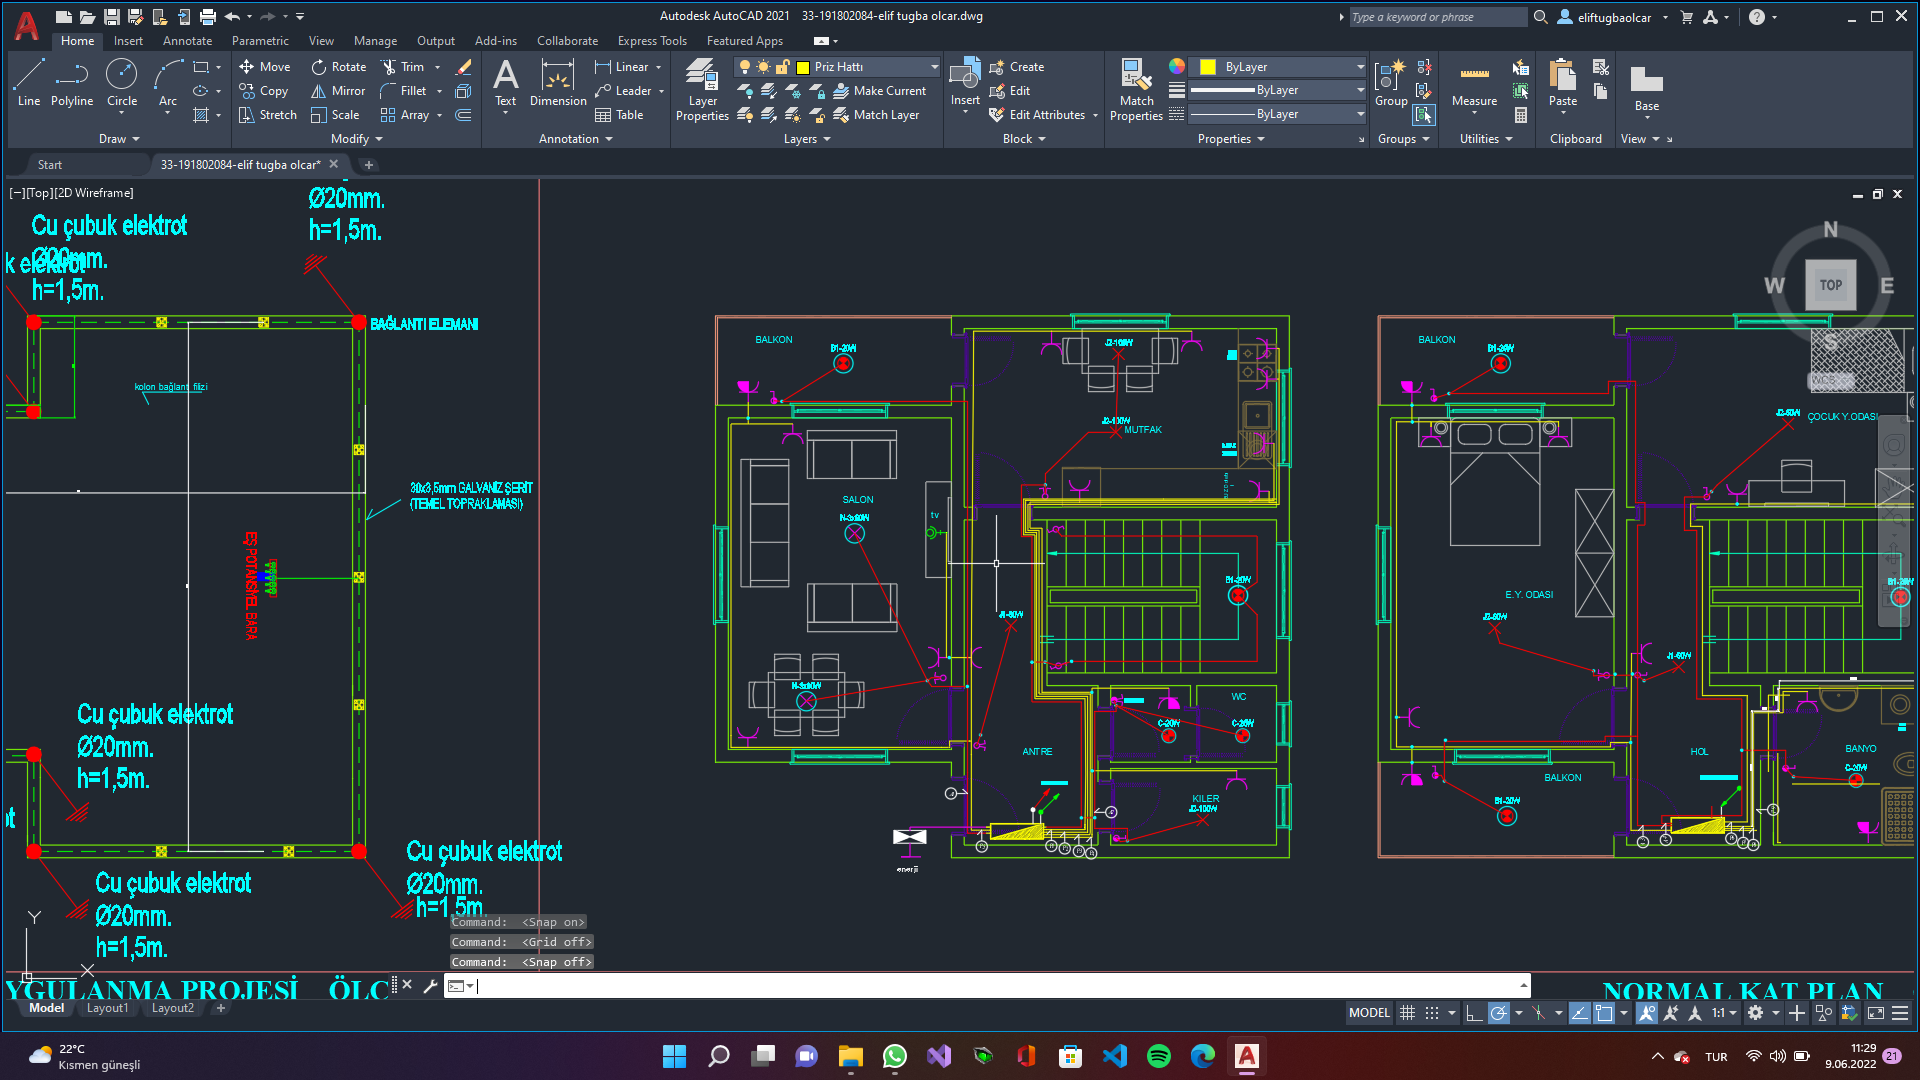 Autodesk AutoCAD 2021 33-191802084-elif tugba olcar.dwg
Type a keyword or phrase
eliftugbaolcar
Home Insert Annotate Parametric View Manage Output Add-ins Collaborate Express Tools Featured Apps
Line Polyline Circle Arc
Move Rotate Trim
Copy Mirror Fillet
Stretch Scale Array
Text Dimension
Linear
Leader
Table
Layer Properties
Priz Hattı
Make Current
Match Layer
Insert
Create
Edit
Edit Attributes
Match Properties
ByLayer
ByLayer
ByLayer
Group
Measure
Paste
Base
Draw Modify Annotation Layers Block Properties Groups Utilities Clipboard View
Start
33-191802084-elif tugba olcar*
[−][Top][2D Wireframe]
N
W TOP E
S
WCS
Ø20mm.
h=1,5m.
Cu çubuk elektrot
Ø20mm.
k elektrot
h=1,5m.
BAĞLANTI ELEMANI
kolon bağlant filizi
30x3,5mm GALVANİZ ŞERİT
(TEMEL TOPRAKLAMASI)
EŞ POTANSİYEL BARA
Cu çubuk elektrot
Ø20mm.
h=1,5m.
ot
Cu çubuk elektrot
Ø20mm.
h=1,5m.
Cu çubuk elektrot
Ø20mm.
h=1,5m.
BALKON
MUTFAK
SALON
tv
WC
ANTRE
KILER
J2-100W
enerji
BALKON
ÇOCUK Y.ODASI
E.Y. ODASI
HOL
BANYO
BALKON
C-20W
C-20W
C-20W
Command: <Snap on>
Command: <Grid off>
Command: <Snap off>
YGULANMA PROJESİ ÖLC
NORMAL KAT PLAN
Y
X
Model Layout1 Layout2
MODEL
1:1
22°C
Kısmen güneşli
TUR
11:29
9.06.2022
21